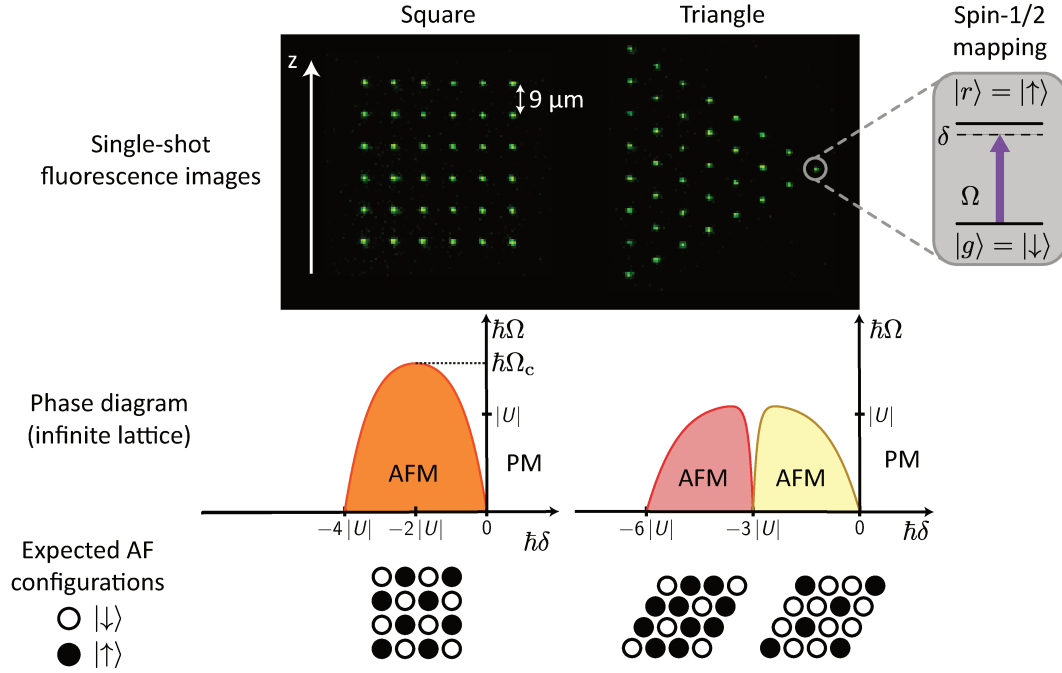 Square
Triangle
Spin-1/2
mapping
z
9 μm
|r⟩ = |↑⟩
δ
Ω
|g⟩ = |↓⟩
Single-shot
fluorescence images
ℏΩ
ℏΩc
|U|
AFM
PM
−4|U|
−2|U|
0
ℏδ
ℏΩ
|U|
AFM
AFM
PM
−6|U|
−3|U|
0
ℏδ
Phase diagram
(infinite lattice)
Expected AF
configurations
|↓⟩
|↑⟩